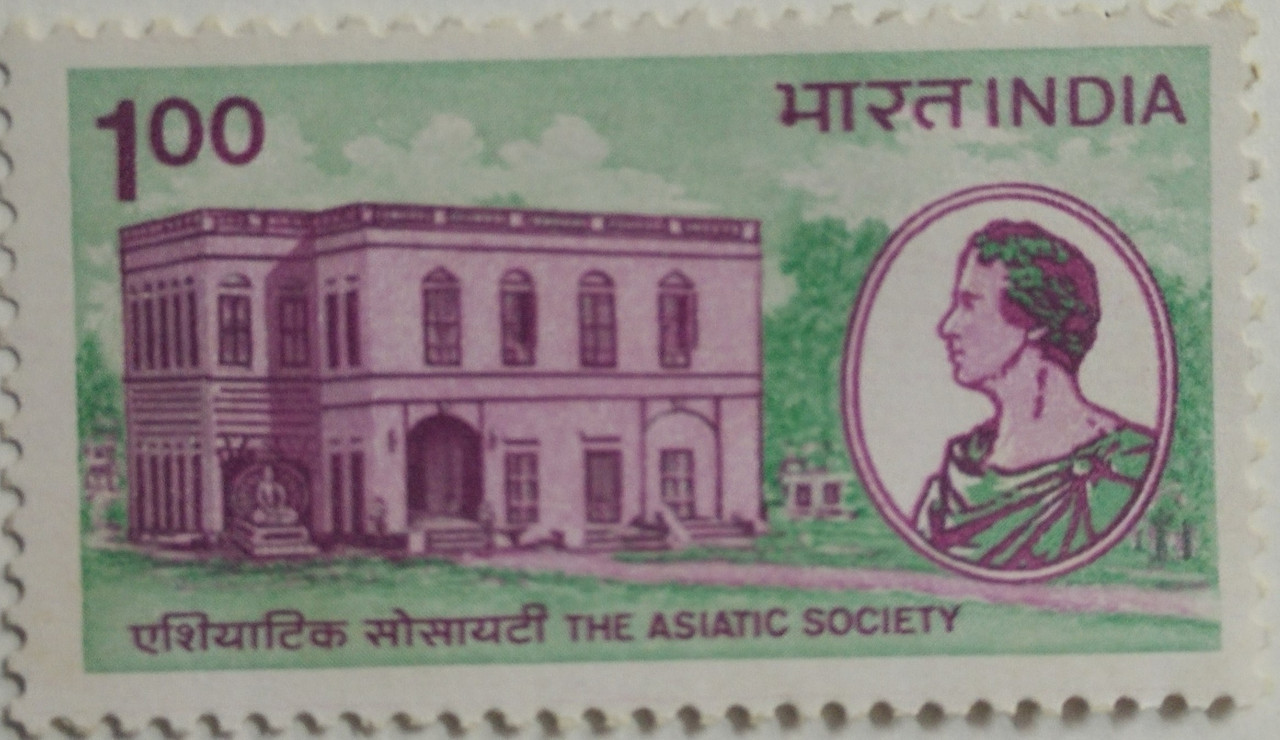 1.00
भारत INDIA
एशियाटिक सोसायटी THE ASIATIC SOCIETY